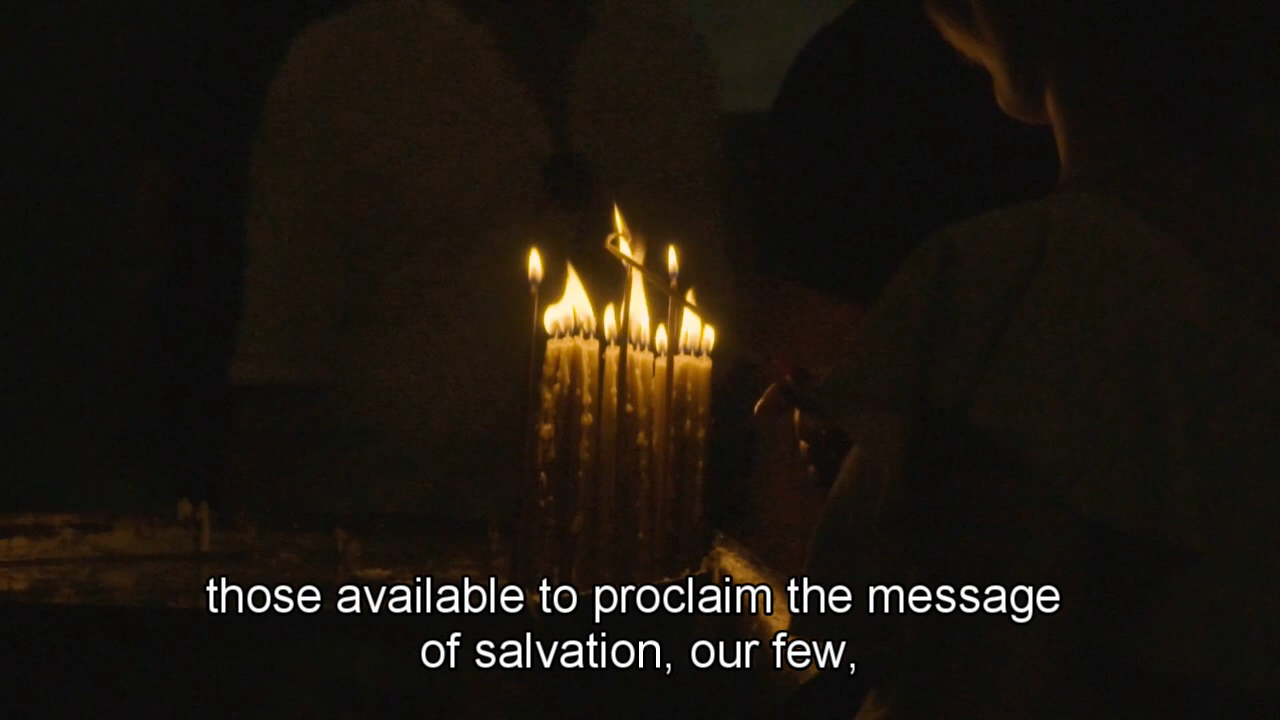 those available to proclaim the message
of salvation, our few,